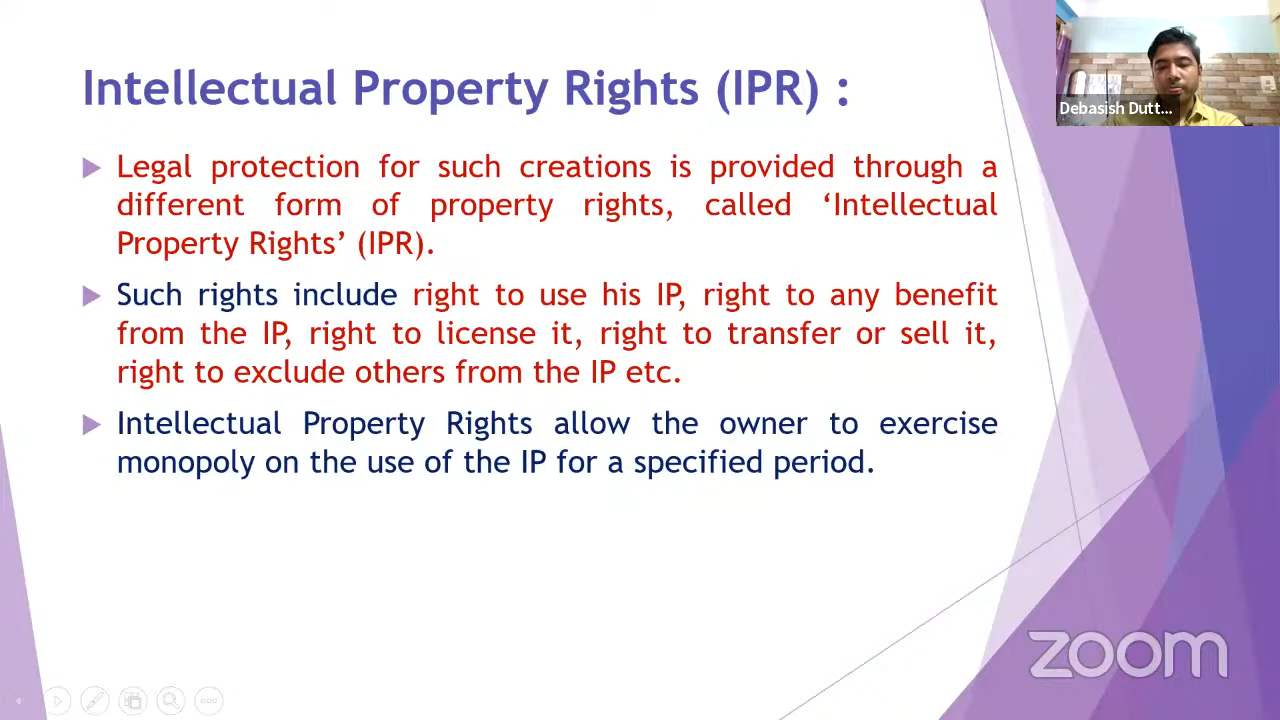 Intellectual Property Rights (IPR) :
Debasish Dutt...
Legal protection for such creations is provided through a
different form of property rights, called ‘Intellectual
Property Rights’ (IPR).
Such rights include right to use his IP, right to any benefit
from the IP, right to license it, right to transfer or sell it,
right to exclude others from the IP etc.
Intellectual Property Rights allow the owner to exercise
monopoly on the use of the IP for a specified period.
zoom